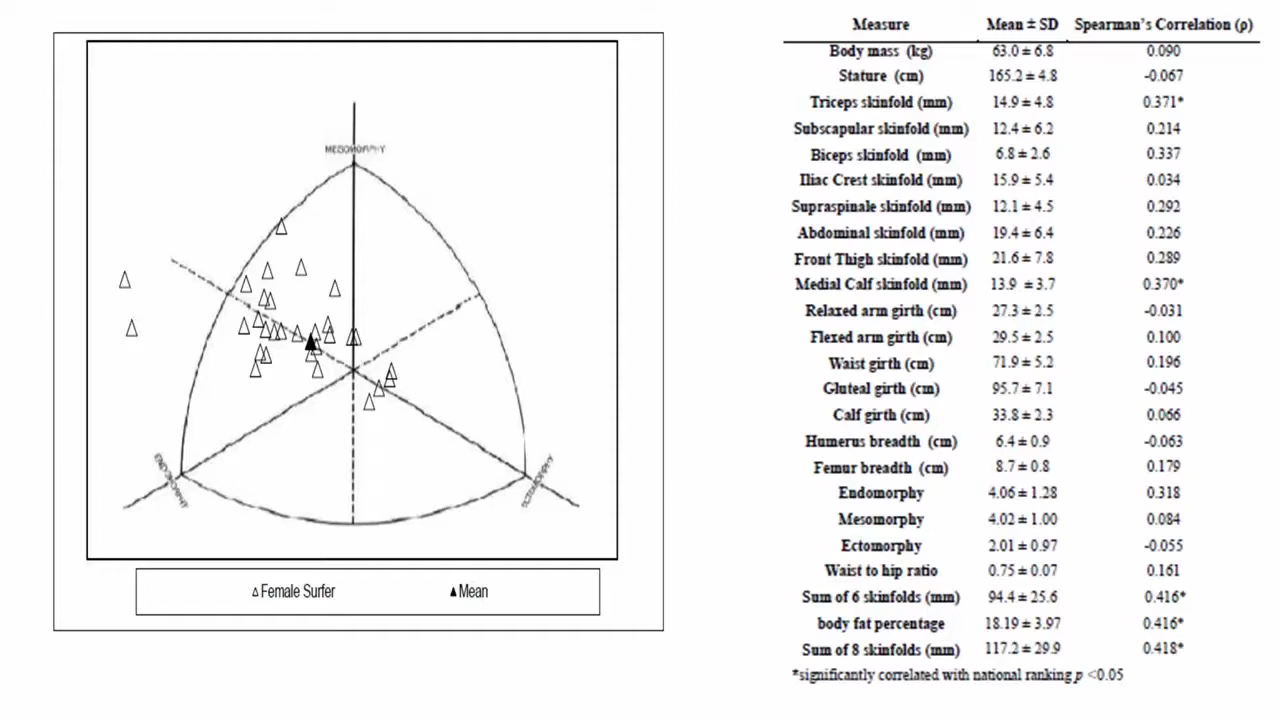 MESOMORPHY
ENDOMORPHY
ECTOMORPHY
Female Surfer
Mean
Measure Mean ± SD Spearman's Correlation (ρ)
Body mass (kg) 63.0 ± 6.8 0.090
Stature (cm) 165.2 ± 4.8 -0.067
Triceps skinfold (mm) 14.9 ± 4.8 0.371*
Subscapular skinfold (mm) 12.4 ± 6.2 0.214
Biceps skinfold (mm) 6.8 ± 2.6 0.337
Iliac Crest skinfold (mm) 15.9 ± 5.4 0.034
Supraspinale skinfold (mm) 12.1 ± 4.5 0.292
Abdominal skinfold (mm) 19.4 ± 6.4 0.226
Front Thigh skinfold (mm) 21.6 ± 7.8 0.289
Medial Calf skinfold (mm) 13.9 ± 3.7 0.370*
Relaxed arm girth (cm) 27.3 ± 2.5 -0.031
Flexed arm girth (cm) 29.5 ± 2.5 0.100
Waist girth (cm) 71.9 ± 5.2 0.196
Gluteal girth (cm) 95.7 ± 7.1 -0.045
Calf girth (cm) 33.8 ± 2.3 0.066
Humerus breadth (cm) 6.4 ± 0.9 -0.063
Femur breadth (cm) 8.7 ± 0.8 0.179
Endomorphy 4.06 ± 1.28 0.318
Mesomorphy 4.02 ± 1.00 0.084
Ectomorphy 2.01 ± 0.97 -0.055
Waist to hip ratio 0.75 ± 0.07 0.161
Sum of 6 skinfolds (mm) 94.4 ± 25.6 0.416*
body fat percentage 18.19 ± 3.97 0.416*
Sum of 8 skinfolds (mm) 117.2 ± 29.9 0.418*
*significantly correlated with national ranking p <0.05